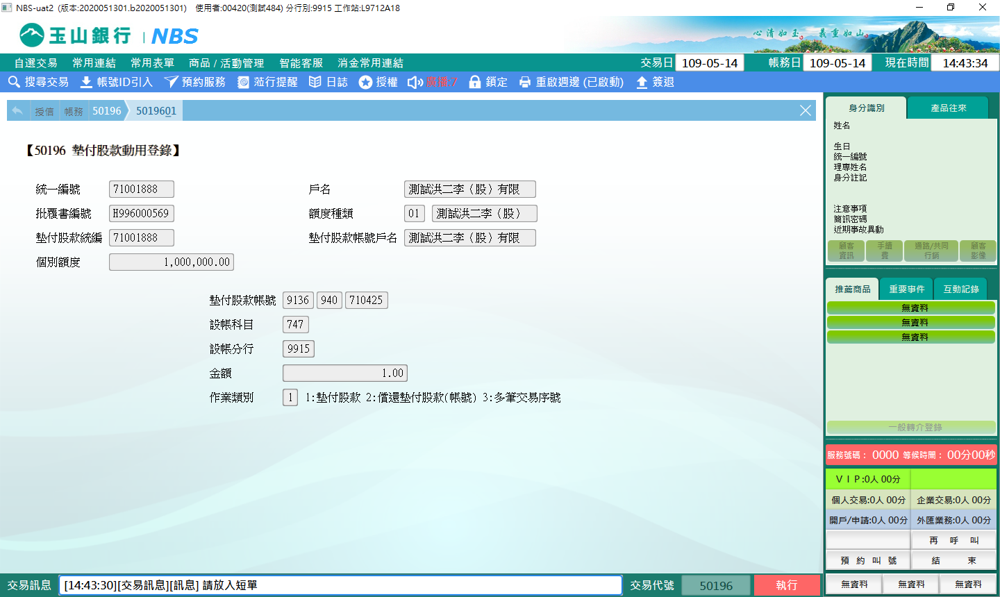 NBS-uat2 (版本:2020051301.b2020051301) 使用者:00420(測試484) 分行別:9915 工作站:L9712A18
玉山銀行 NBS
心清如玉。 義重如山。
自選交易 常用連結 常用表單 商品 / 活動管理 智能客服 消金常用連結 交易日 109-05-14 帳務日 109-05-14 現在時間 14:43:34
搜尋交易 帳號ID引入 預約服務 蒞行提醒 日誌 授權 :7 鎖定 重啟週邊 (已啟動) 簽退
授信 帳務 50196 5019601
【50196 墊付股款動用登錄】
統一編號 71001888 戶名 測試洪二李（股）有限
批覆書編號 H996000569 額度種類 01 測試洪二李（股）
墊付股款統編 71001888 墊付股款帳號戶名 測試洪二李（股）有限
個別額度 1,000,000.00
墊付股款帳號 9136 940 710425
設帳科目 747
設帳分行 9915
金額 1.00
作業類別 1 1:墊付股款 2:償還墊付股款(帳號) 3:多筆交易序號
交易訊息 [14:43:30][交易訊息][訊息] 請放入短單 交易代號 50196 執行
身分識別 產品往來
姓名
生日
統一編號
理專姓名
身分註記
注意事項
簡訊密碼
近期事故異動
顧客資訊 手續費 通路/共同行銷 顧客影像
推薦商品 重要事件 互動記錄
無資料
無資料
無資料
一般轉介登錄
服務號碼： 0000 等候時間： 00分00秒
ＶＩＰ:0人 00分
個人交易:0人 00分 企業交易:0人 00分
開戶/申請:0人 00分 外匯業務:0人 00分
再 呼 叫
預 約 叫 號 結 束
無資料 無資料 無資料